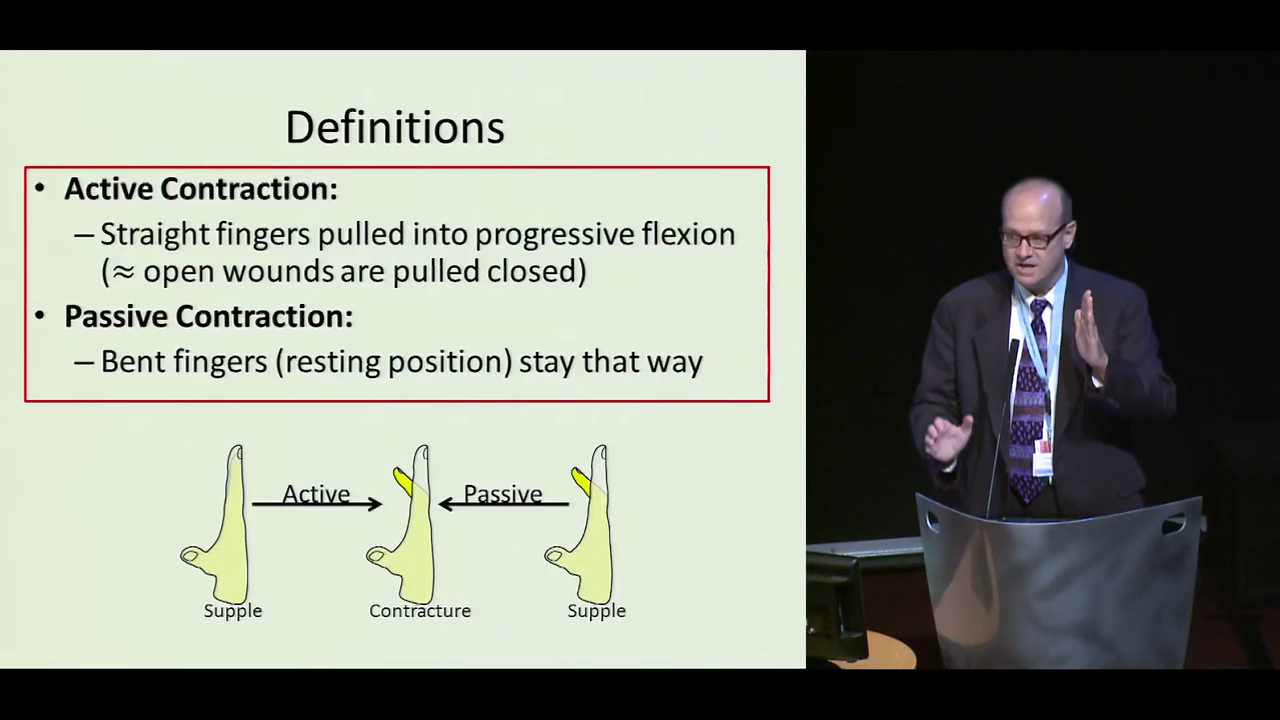 Definitions
• Active Contraction:
– Straight fingers pulled into progressive flexion
(≈ open wounds are pulled closed)
• Passive Contraction:
– Bent fingers (resting position) stay that way
Active
Passive
Supple
Contracture
Supple